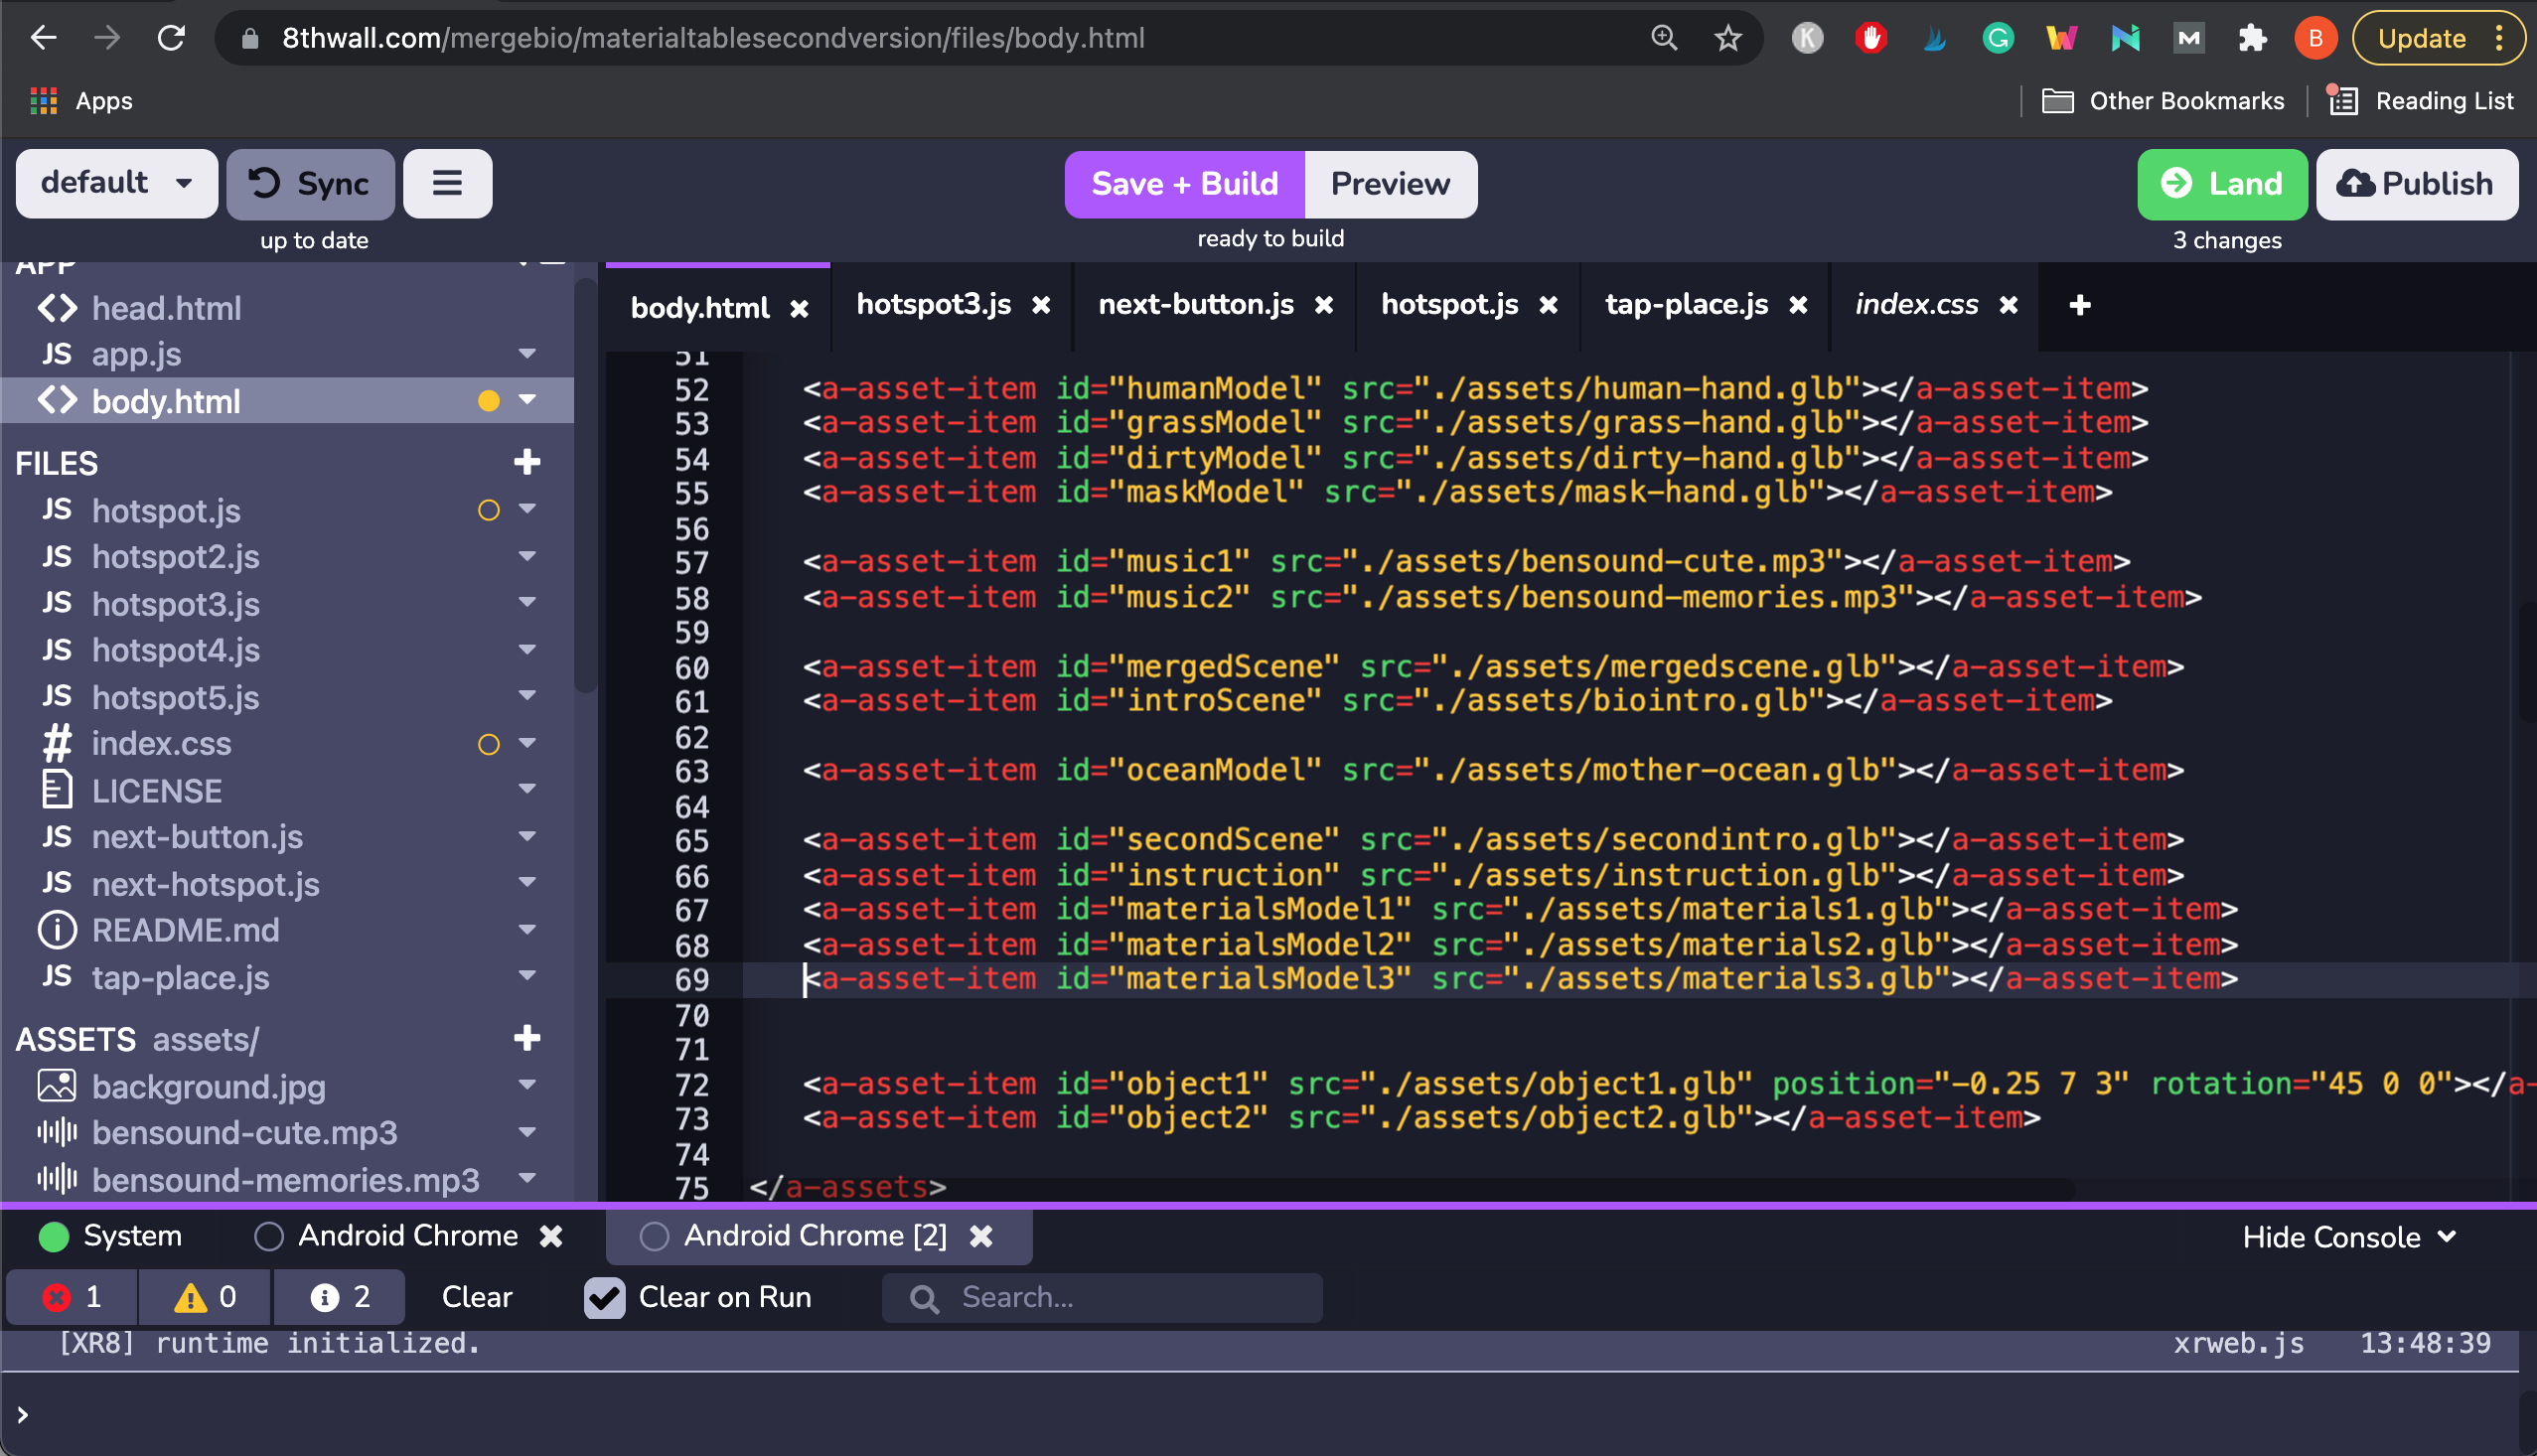 8thwall.com/mergebio/materialtablesecondversion/files/body.html
K
G
M
B
Update
Apps
Other Bookmarks
Reading List
default
Sync
up to date
Save + Build
Preview
ready to build
Land
3 changes
Publish
APP
<> head.html
JS app.js
<> body.html
FILES +
JS hotspot.js
JS hotspot2.js
JS hotspot3.js
JS hotspot4.js
JS hotspot5.js
# index.css
LICENSE
JS next-button.js
JS next-hotspot.js
README.md
JS tap-place.js
ASSETS assets/ +
background.jpg
bensound-cute.mp3
bensound-memories.mp3
body.html hotspot3.js next-button.js hotspot.js tap-place.js index.css +
51
52 <a-asset-item id="humanModel" src="./assets/human-hand.glb"></a-asset-item>
53 <a-asset-item id="grassModel" src="./assets/grass-hand.glb"></a-asset-item>
54 <a-asset-item id="dirtyModel" src="./assets/dirty-hand.glb"></a-asset-item>
55 <a-asset-item id="maskModel" src="./assets/mask-hand.glb"></a-asset-item>
56
57 <a-asset-item id="music1" src="./assets/bensound-cute.mp3"></a-asset-item>
58 <a-asset-item id="music2" src="./assets/bensound-memories.mp3"></a-asset-item>
59
60 <a-asset-item id="mergedScene" src="./assets/mergedscene.glb"></a-asset-item>
61 <a-asset-item id="introScene" src="./assets/biointro.glb"></a-asset-item>
62
63 <a-asset-item id="oceanModel" src="./assets/mother-ocean.glb"></a-asset-item>
64
65 <a-asset-item id="secondScene" src="./assets/secondintro.glb"></a-asset-item>
66 <a-asset-item id="instruction" src="./assets/instruction.glb"></a-asset-item>
67 <a-asset-item id="materialsModel1" src="./assets/materials1.glb"></a-asset-item>
68 <a-asset-item id="materialsModel2" src="./assets/materials2.glb"></a-asset-item>
69 <a-asset-item id="materialsModel3" src="./assets/materials3.glb"></a-asset-item>
70
71
72 <a-asset-item id="object1" src="./assets/object1.glb" position="-0.25 7 3" rotation="45 0 0"></a-
73 <a-asset-item id="object2" src="./assets/object2.glb"></a-asset-item>
74
75 </a-assets>
System
Android Chrome
Android Chrome [2]
Hide Console
1
0
2
Clear
Clear on Run
Search...
[XR8] runtime initialized. xrweb.js 13:48:39
>